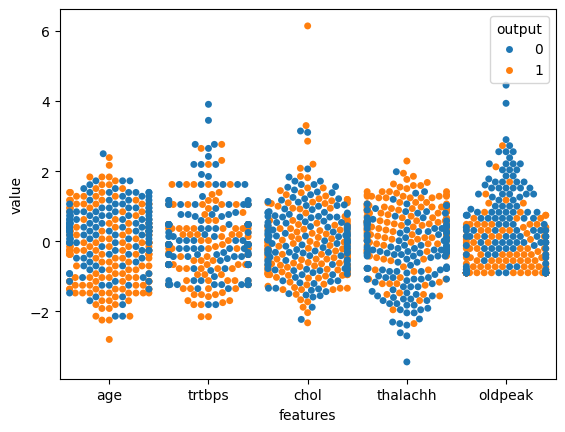 output
0
1
6
4
2
0
−2
value
age
trtbps
chol
thalachh
oldpeak
features